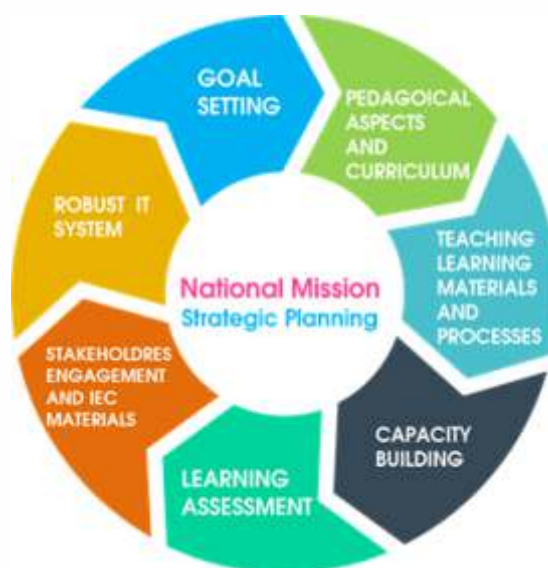 GOAL
SETTING
PEDAGOICAL
ASPECTS
AND
CURRICULUM
TEACHING
LEARNING
MATERIALS
AND
PROCESSES
CAPACITY
BUILDING
LEARNING
ASSESSMENT
STAKEHOLDRES
ENGAGEMENT
AND IEC
MATERIALS
ROBUST IT
SYSTEM
National Mission
Strategic Planning